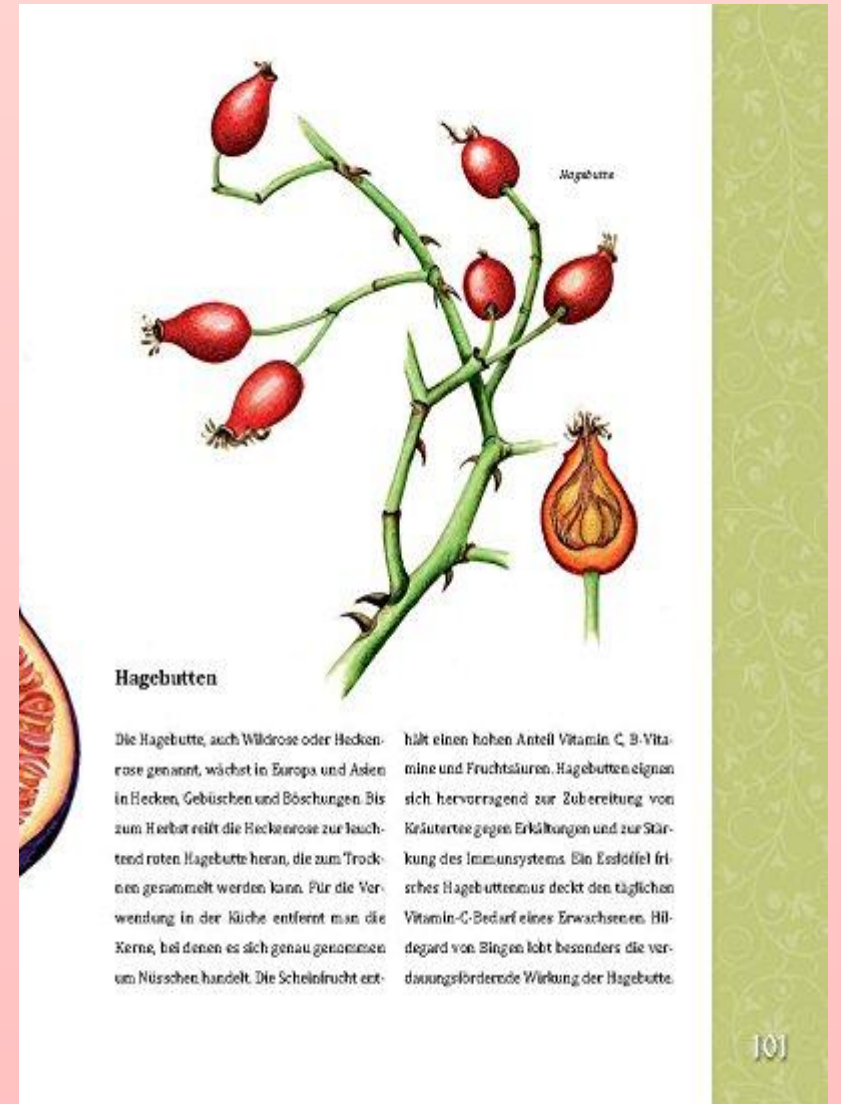 Hagebutte
Hagebutten
Die Hagebutte, auch Wildrose oder Hecken-
rose genannt, wächst in Europa und Asien
in Hecken, Gebüschen und Böschungen. Bis
zum Herbst reift die Heckenrose zur leuch-
tend roten Hagebutte heran, die zum Trock-
nen gesammelt werden kann. Für die Ver-
wendung in der Küche entfernt man die
Kerne, bei denen es sich genau genommen
um Nüsschen handelt. Die Scheinfrucht ent-
hält einen hohen Anteil Vitamin C, B-Vita-
mine und Fruchtsäuren. Hagebutten eignen
sich hervorragend zur Zubereitung von
Kräutertee gegen Erkältungen und zur Stär-
kung des Immunsystems. Ein Esslöffel fri-
sches Hagebuttenmus deckt den täglichen
Vitamin-C-Bedarf eines Erwachsenen. Hil-
degard von Bingen lobt besonders die ver-
dauungsfördernde Wirkung der Hagebutte.
101